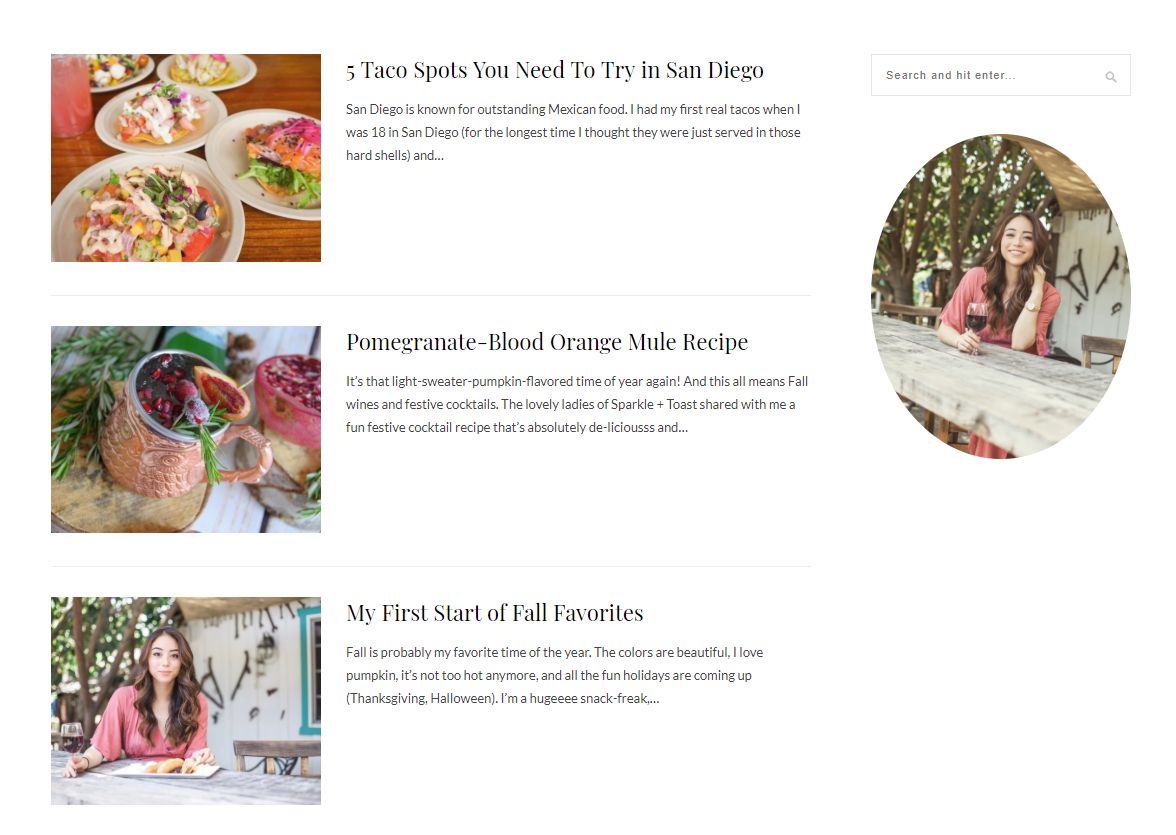 5 Taco Spots You Need To Try in San Diego
San Diego is known for outstanding Mexican food. I had my first real tacos when I
was 18 in San Diego (for the longest time I thought they were just served in those
hard shells) and…
Search and hit enter...
Pomegranate-Blood Orange Mule Recipe
It’s that light-sweater-pumpkin-flavored time of year again! And this all means Fall
wines and festive cocktails. The lovely ladies of Sparkle + Toast shared with me a
fun festive cocktail recipe that’s absolutely de-liciousss and…
My First Start of Fall Favorites
Fall is probably my favorite time of the year. The colors are beautiful, I love
pumpkin, it’s not too hot anymore, and all the fun holidays are coming up
(Thanksgiving, Halloween). I’m a hugeeee snack-freak,…